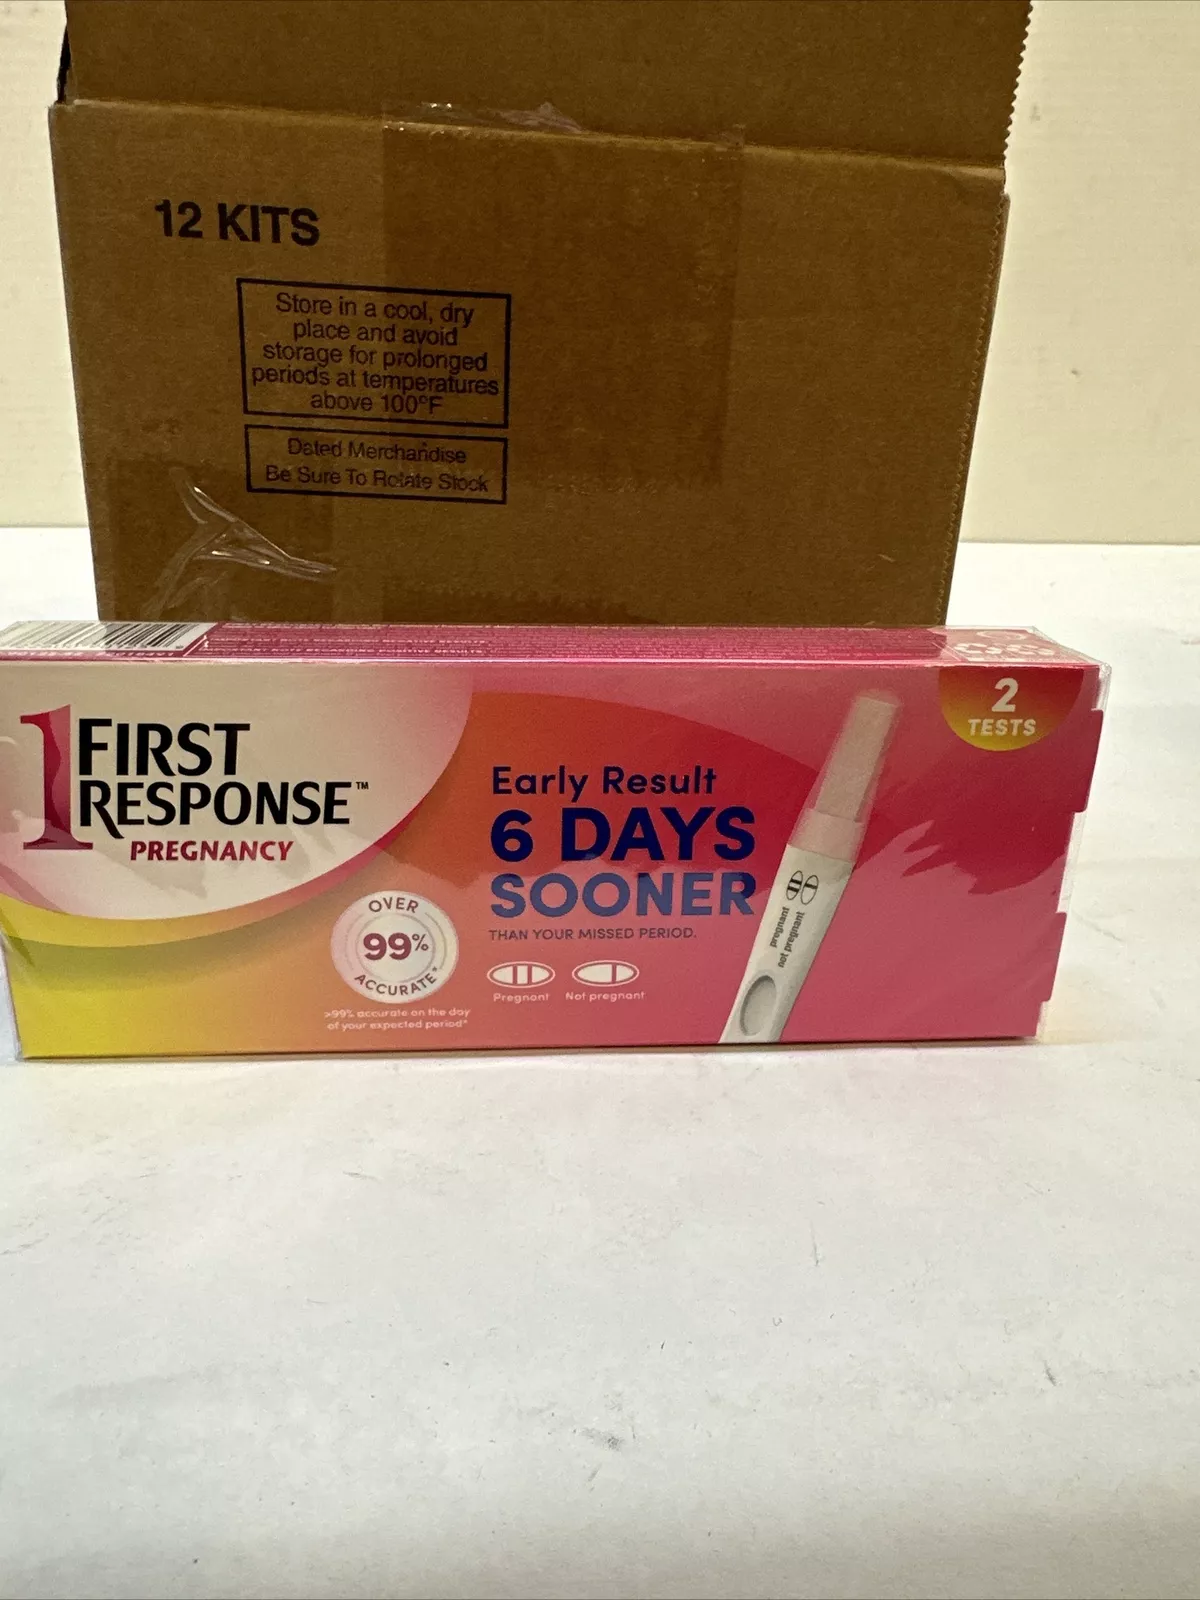 12 KITS
Store in a cool, dry
place and avoid
storage for prolonged
periods at temperatures
above 100°F
Dated Merchandise
Be Sure To Rotate Stock
1 FIRST
RESPONSE™
PREGNANCY
OVER
99%
ACCURATE*
>99% accurate on the day
of your expected period*
Early Result
6 DAYS
SOONER
THAN YOUR MISSED PERIOD.
Pregnant Not pregnant
pregnant
not pregnant
2
TESTS